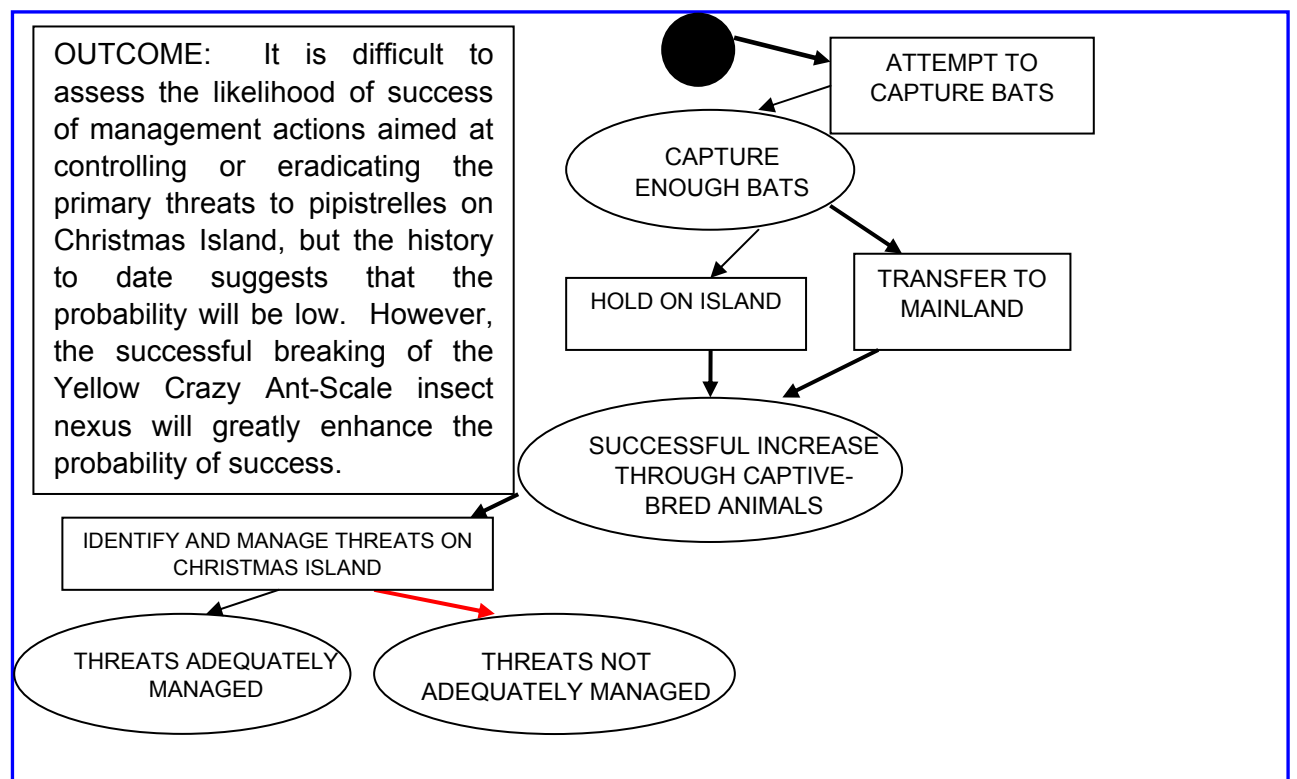 OUTCOME: It is difficult to
assess the likelihood of success
of management actions aimed at
controlling or eradicating the
primary threats to pipistrelles on
Christmas Island, but the history
to date suggests that the
probability will be low. However,
the successful breaking of the
Yellow Crazy Ant-Scale insect
nexus will greatly enhance the
probability of success.
ATTEMPT TO
CAPTURE BATS
CAPTURE
ENOUGH BATS
HOLD ON ISLAND
TRANSFER TO
MAINLAND
SUCCESSFUL INCREASE
THROUGH CAPTIVE-
BRED ANIMALS
IDENTIFY AND MANAGE THREATS ON
CHRISTMAS ISLAND
THREATS ADEQUATELY
MANAGED
THREATS NOT
ADEQUATELY MANAGED